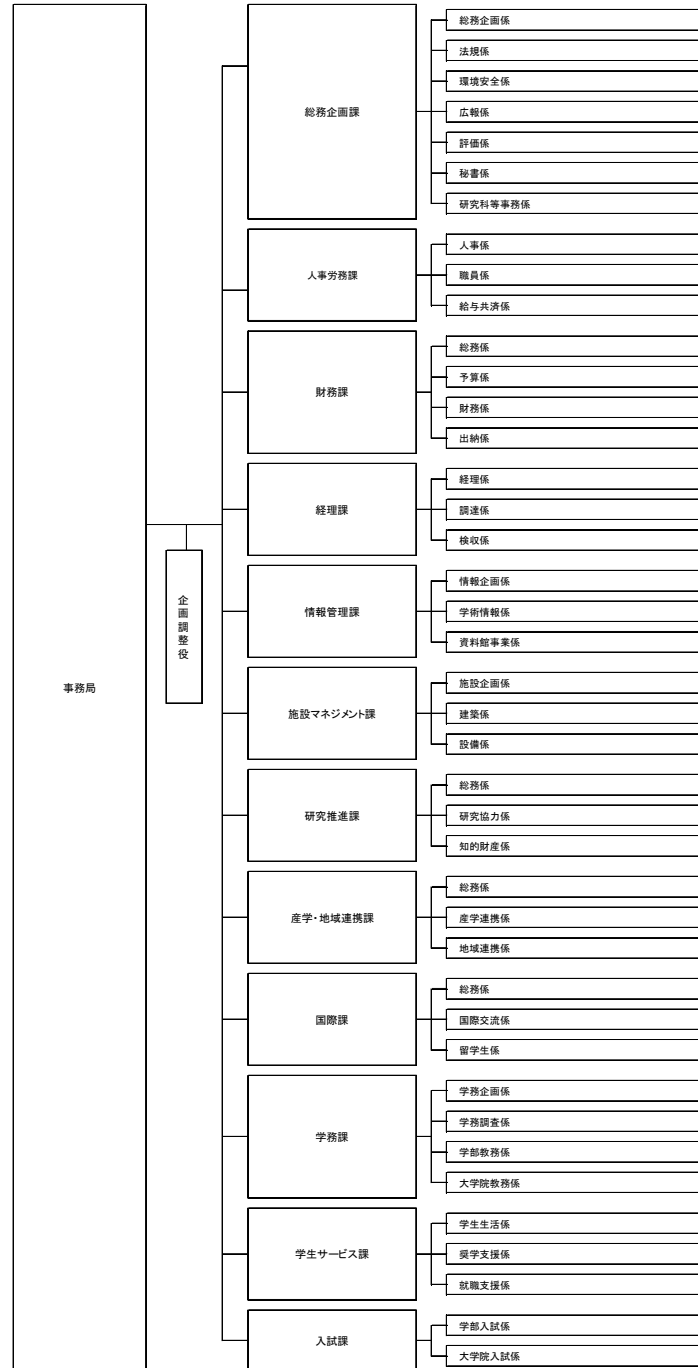 事務局
企画調整役
総務企画課
総務企画係
法規係
環境安全係
広報係
評価係
秘書係
研究科等事務係
人事労務課
人事係
職員係
給与共済係
財務課
総務係
予算係
財務係
出納係
経理課
経理係
調達係
検収係
情報管理課
情報企画係
学術情報係
資料館事業係
施設マネジメント課
施設企画係
建築係
設備係
研究推進課
総務係
研究協力係
知的財産係
産学・地域連携課
総務係
産学連携係
地域連携係
国際課
総務係
国際交流係
留学生係
学務課
学務企画係
学務調査係
学部教務係
大学院教務係
学生サービス課
学生生活係
奨学支援係
就職支援係
入試課
学部入試係
大学院入試係